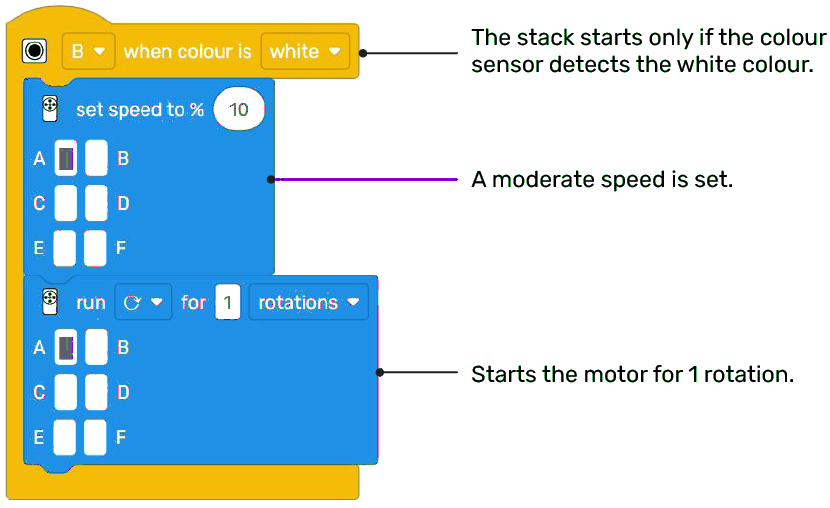 B when colour is white
The stack starts only if the colour
sensor detects the white colour.
set speed to % 10
A B
C D
E F
A moderate speed is set.
run for 1 rotations
A B
C D
E F
Starts the motor for 1 rotation.